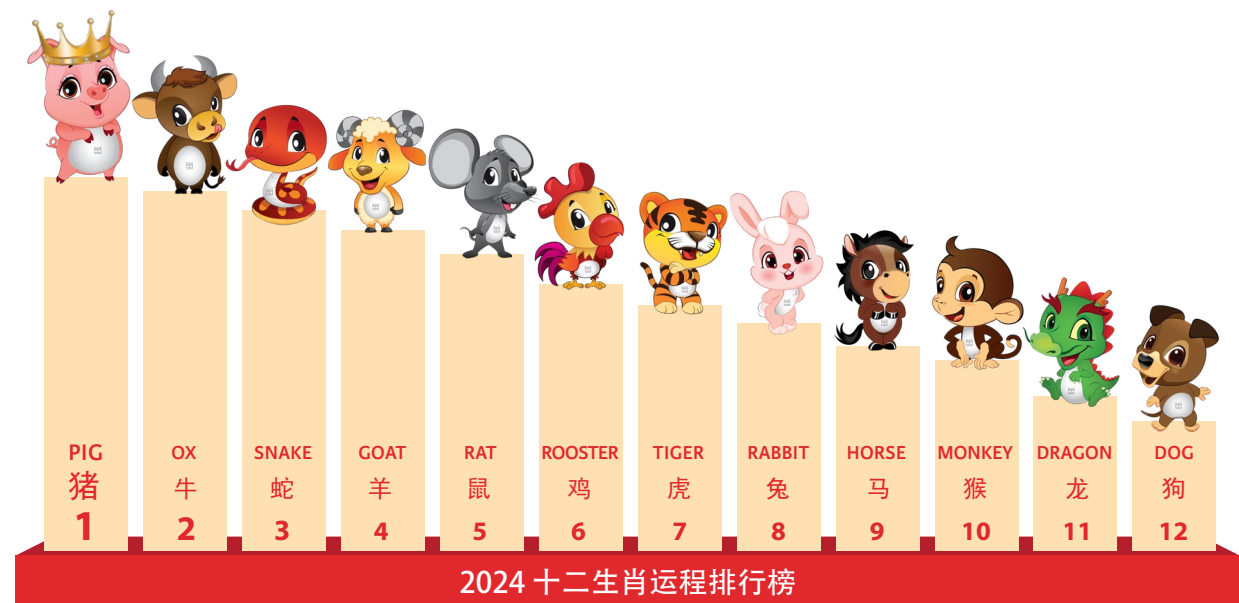 PIG
猪
1
OX
牛
2
SNAKE
蛇
3
GOAT
羊
4
RAT
鼠
5
ROOSTER
鸡
6
TIGER
虎
7
RABBIT
兔
8
HORSE
马
9
MONKEY
猴
10
DRAGON
龙
11
DOG
狗
12
2024 十二生肖运程排行榜